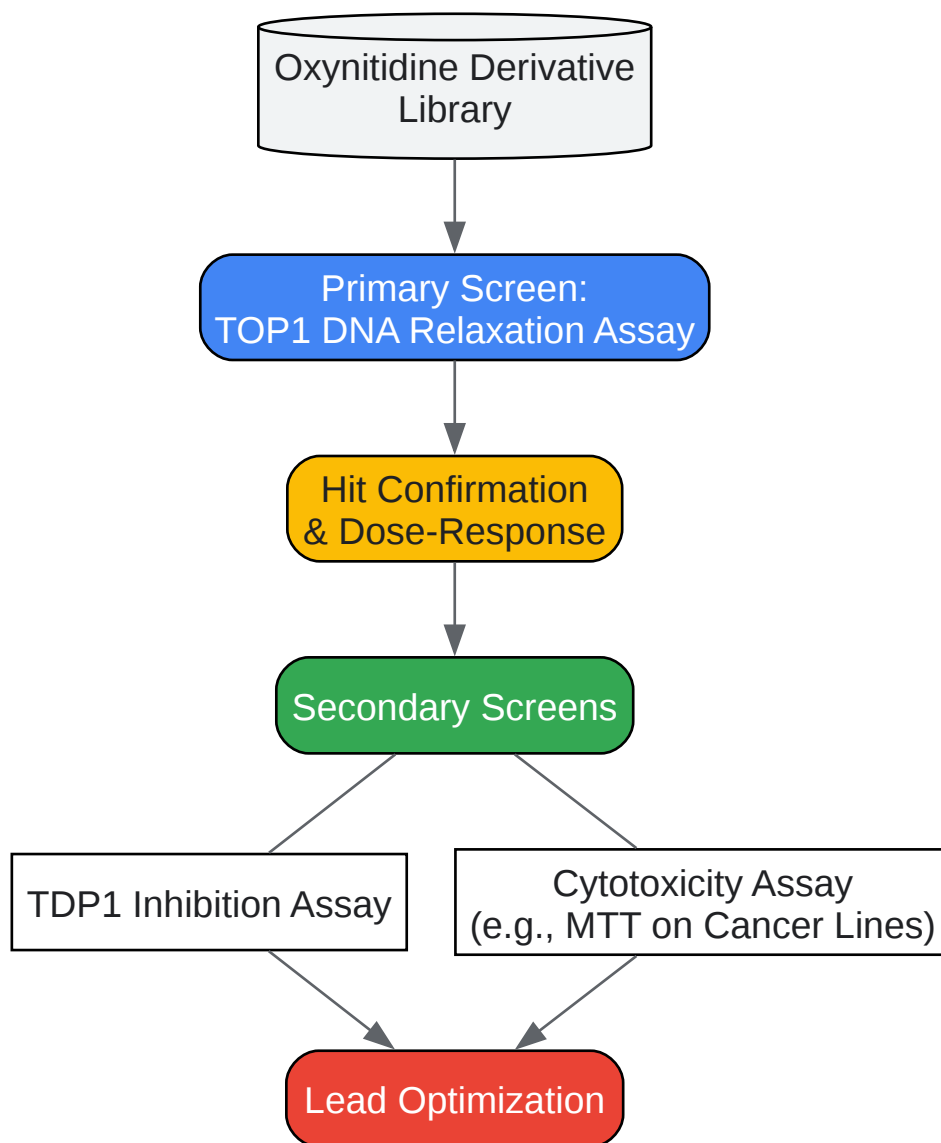 Oxynitidine Derivative
Library
Primary Screen:
TOP1 DNA Relaxation Assay
Hit Confirmation
& Dose-Response
Secondary Screens
TDP1 Inhibition Assay
Cytotoxicity Assay
(e.g., MTT on Cancer Lines)
Lead Optimization